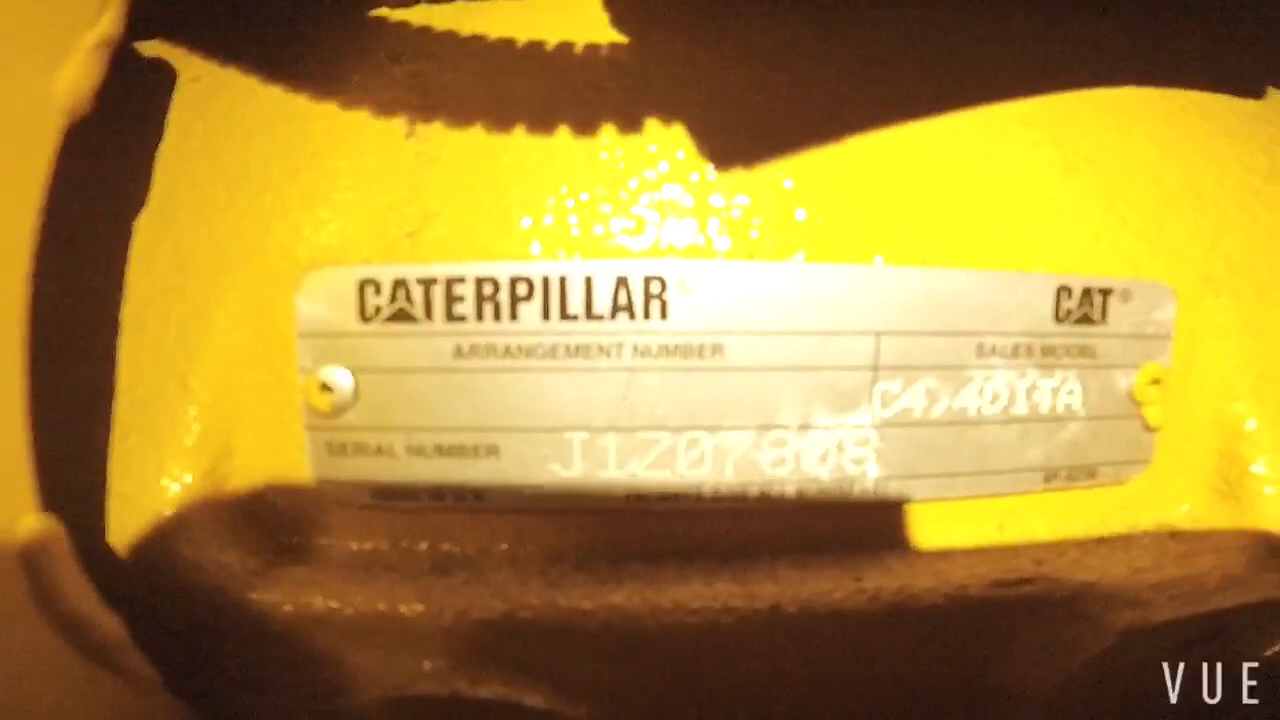 CATERPILLAR® CAT®
ARRANGEMENT NUMBER SALES MODEL
C4.4DITA
SERIAL NUMBER J1Z07808
VUE